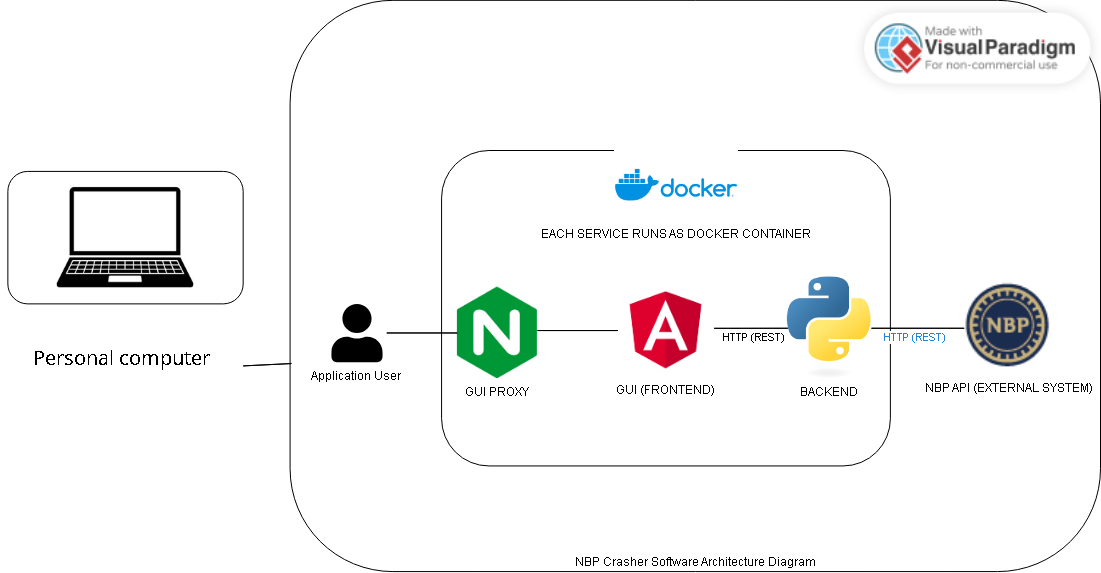 Made with
Visual Paradigm
For non-commercial use
docker
EACH SERVICE RUNS AS DOCKER CONTAINER
N
A
NBP
HTTP (REST)
HTTP (REST)
Personal computer
Application User
GUI PROXY
GUI (FRONTEND)
BACKEND
NBP API (EXTERNAL SYSTEM)
NBP Crasher Software Architecture Diagram